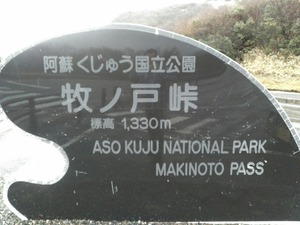 阿蘇くじゅう国立公園
牧ノ戸峠
標高 1,330m
ASO KUJU NATIONAL PARK
MAKINOTO PASS